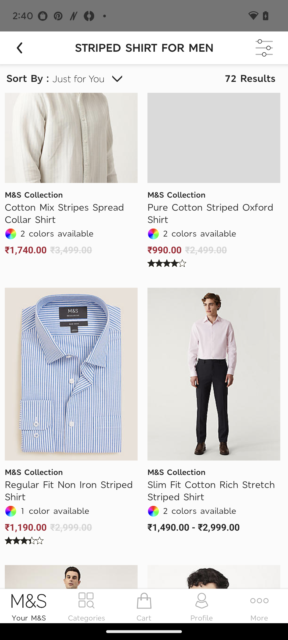 2:40
STRIPED SHIRT FOR MEN
Sort By : Just for You
72 Results
M&S Collection
Cotton Mix Stripes Spread
Collar Shirt
2 colors available
₹1,740.00 ₹3,499.00
M&S Collection
Pure Cotton Striped Oxford
Shirt
2 colors available
₹990.00 ₹2,499.00
M&S
M&S Collection
Regular Fit Non Iron Striped
Shirt
1 color available
₹1,190.00 ₹2,999.00
M&S Collection
Slim Fit Cotton Rich Stretch
Striped Shirt
2 colors available
₹1,490.00 - ₹2,999.00
M&S
Your M&S
Categories
Cart
Profile
More